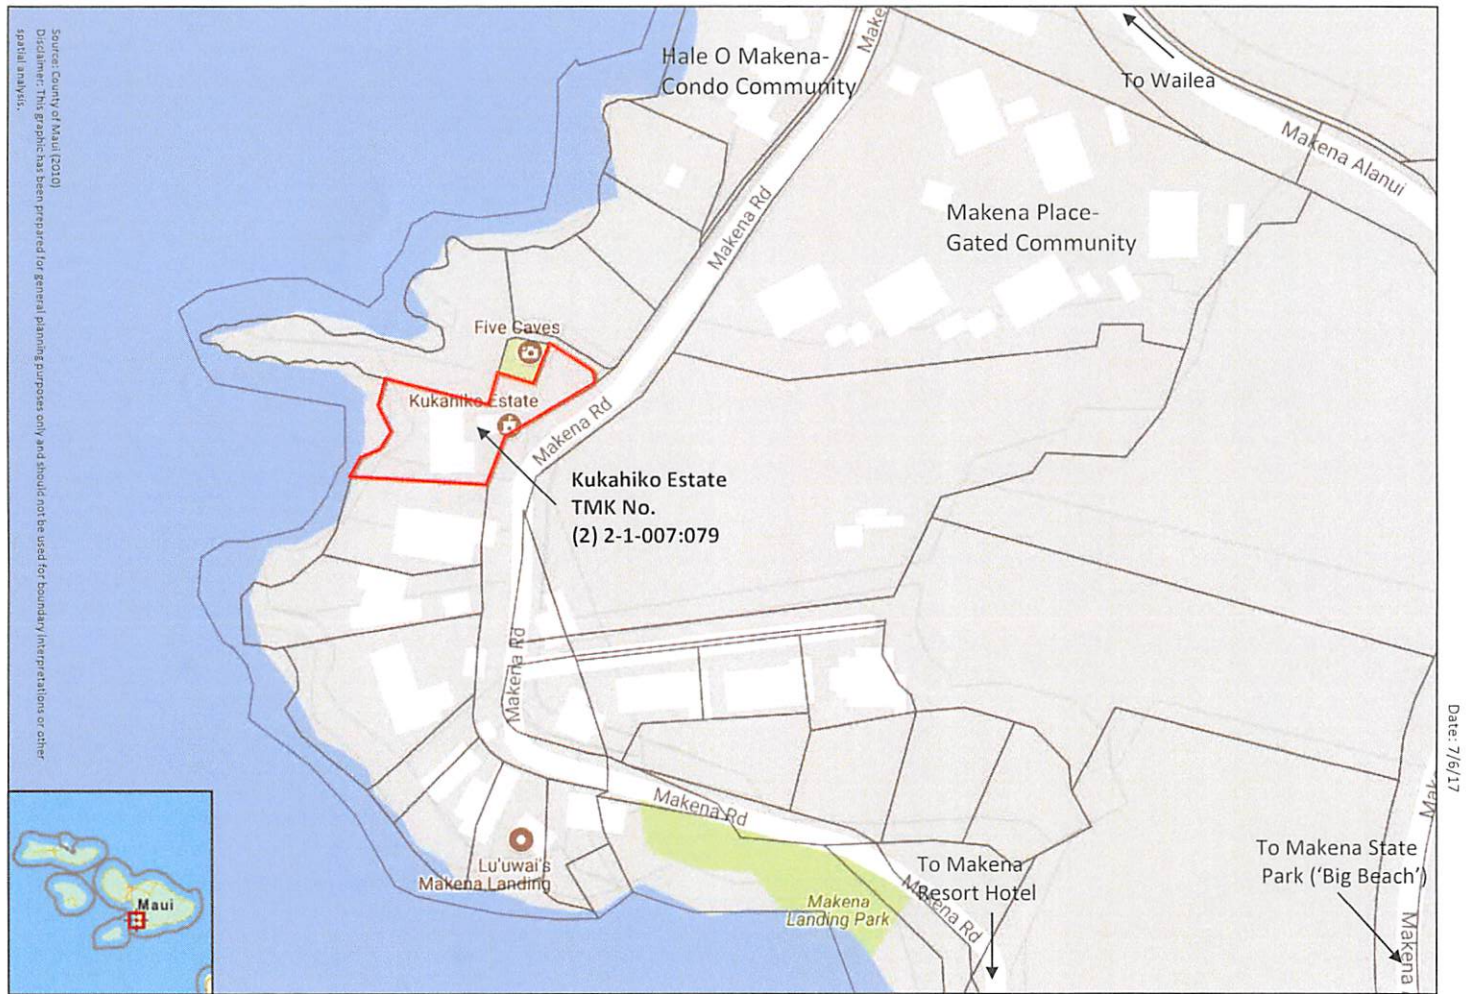 Hale O Makena-
Condo Community
Make
To Wailea
Makena Alanui
Makena Rd
Makena Place-
Gated Community
Five Caves
Kukahiko Estate
Makena Rd
Kukahiko Estate
TMK No.
(2) 2-1-007:079
Makena Rd
Makena Rd
Lu'uwai's
Makena Landing
Makena
Landing Park
To Makena
Resort Hotel
Makena Rd
To Makena State
Park (‘Big Beach’)
Make
Makena
Maui
Source: County of Maui (2010)
Disclaimer: This graphic has been prepared for general planning purposes only and should not be used for boundary interpretations or other
spatial analysis.
Date: 7/6/17